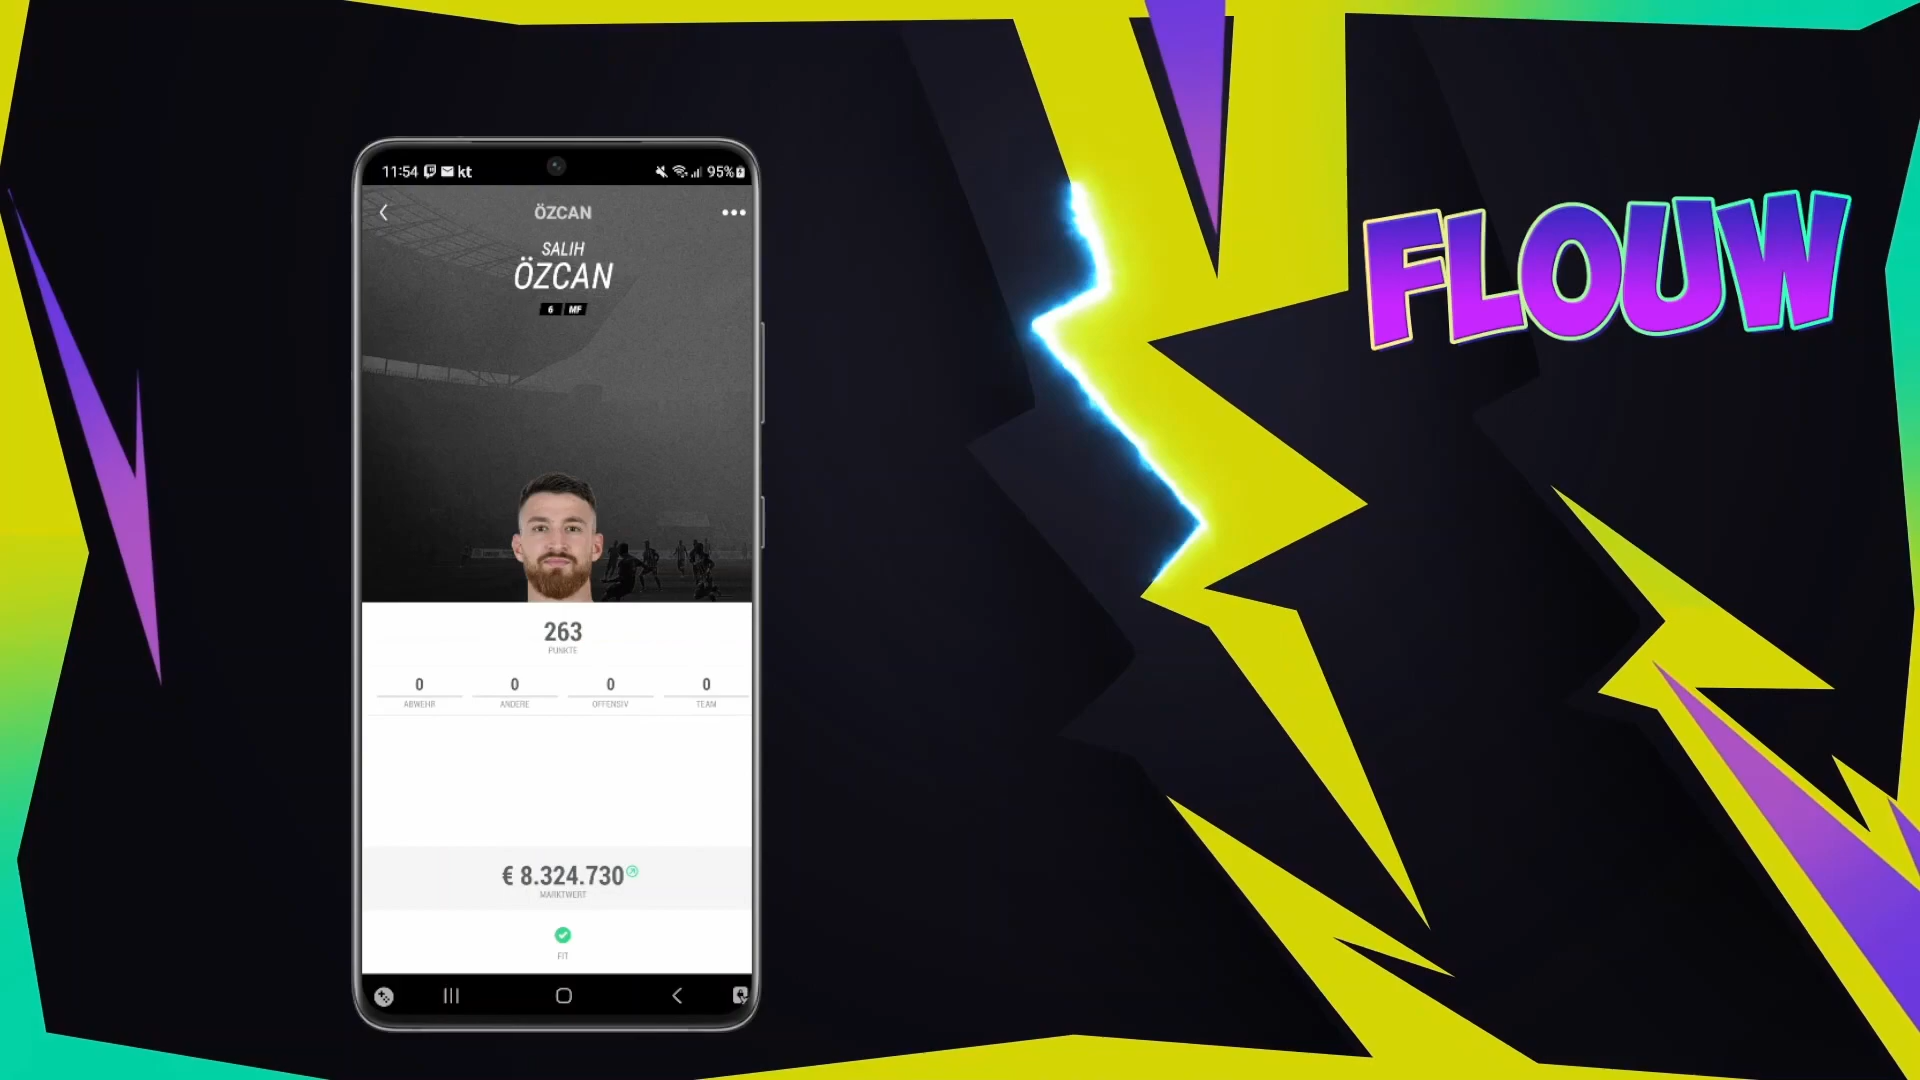 11:54 kt 95%
ÖZCAN
SALIH
ÖZCAN
6 MF
263
PUNKTE
0 0 0 0
ABWEHR ANDERE OFFENSIV TEAM
€ 8.324.730
MARKTWERT
FIT
FLOUW